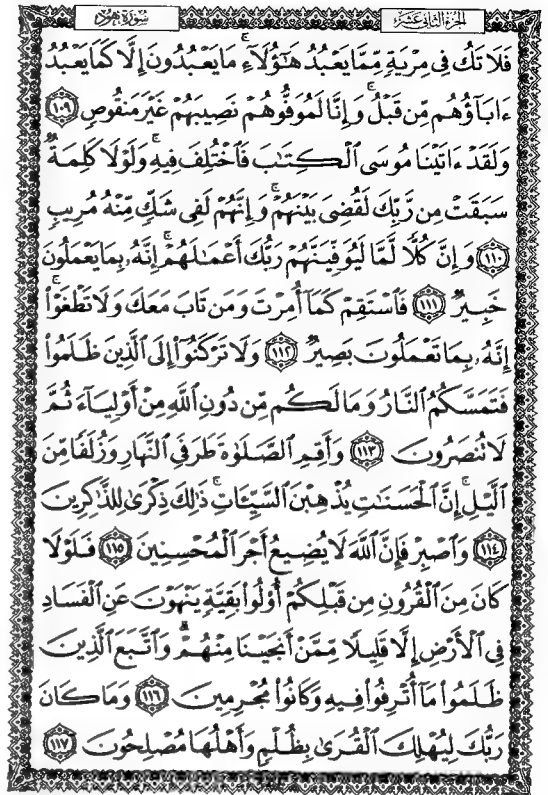 الجزء الثاني عشر
سورة هود
فَلَا تَكُ فِي مِرْيَةٍ مِّمَّا يَعْبُدُ هَٰٓؤُلَآءِ ۚ مَا يَعْبُدُونَ إِلَّا كَمَا يَعْبُدُ
ءَابَآؤُهُم مِّن قَبْلُ ۚ وَإِنَّا لَمُوَفُّوهُمْ نَصِيبَهُمْ غَيْرَ مَنقُوصٍ ١٠٩
وَلَقَدْ ءَاتَيْنَا مُوسَى ٱلْكِتَٰبَ فَٱخْتُلِفَ فِيهِ ۚ وَلَوْلَا كَلِمَةٌ
سَبَقَتْ مِن رَّبِّكَ لَقُضِيَ بَيْنَهُمْ ۚ وَإِنَّهُمْ لَفِي شَكٍّ مِّنْهُ مُرِيبٍ
١١٠ وَإِنَّ كُلًّا لَّمَّا لَيُوَفِّيَنَّهُمْ رَبُّكَ أَعْمَٰلَهُمْ ۚ إِنَّهُۥ بِمَا يَعْمَلُونَ
خَبِيرٌ ١١١ فَٱسْتَقِمْ كَمَآ أُمِرْتَ وَمَن تَابَ مَعَكَ وَلَا تَطْغَوْا۟ ۚ
إِنَّهُۥ بِمَا تَعْمَلُونَ بَصِيرٌ ١١٢ وَلَا تَرْكَنُوٓا۟ إِلَى ٱلَّذِينَ ظَلَمُوا۟
فَتَمَسَّكُمُ ٱلنَّارُ وَمَا لَكُم مِّن دُونِ ٱللَّهِ مِنْ أَوْلِيَآءَ ثُمَّ
لَا تُنصَرُونَ ١١٣ وَأَقِمِ ٱلصَّلَوٰةَ طَرَفَيِ ٱلنَّهَارِ وَزُلَفًا مِّنَ
ٱلَّيْلِ ۚ إِنَّ ٱلْحَسَنَٰتِ يُذْهِبْنَ ٱلسَّيِّـَٔاتِ ۚ ذَٰلِكَ ذِكْرَىٰ لِلذَّٰكِرِينَ
١١٤ وَٱصْبِرْ فَإِنَّ ٱللَّهَ لَا يُضِيعُ أَجْرَ ٱلْمُحْسِنِينَ ١١٥ فَلَوْلَا
كَانَ مِنَ ٱلْقُرُونِ مِن قَبْلِكُمْ أُو۟لُوا۟ بَقِيَّةٍ يَنْهَوْنَ عَنِ ٱلْفَسَادِ
فِي ٱلْأَرْضِ إِلَّا قَلِيلًا مِّمَّنْ أَنجَيْنَا مِنْهُمْ ۗ وَٱتَّبَعَ ٱلَّذِينَ
ظَلَمُوا۟ مَآ أُتْرِفُوا۟ فِيهِ وَكَانُوا۟ مُجْرِمِينَ ١١٦ وَمَا كَانَ
رَبُّكَ لِيُهْلِكَ ٱلْقُرَىٰ بِظُلْمٍ وَأَهْلُهَا مُصْلِحُونَ ١١٧